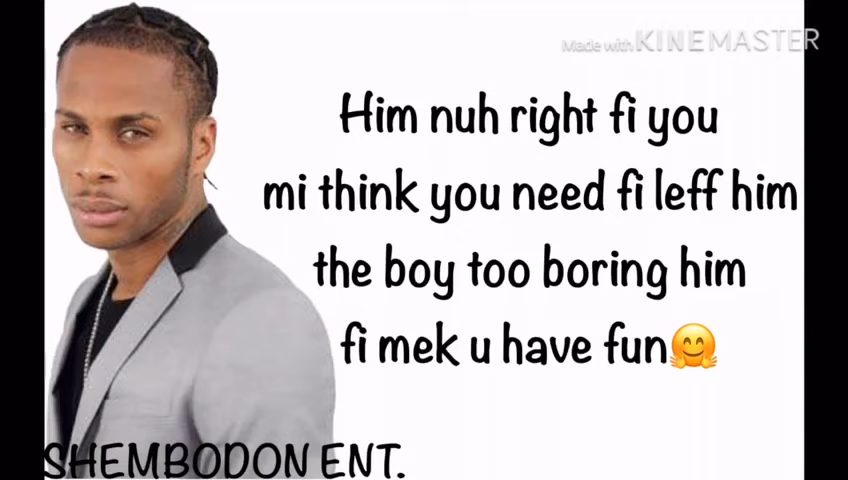 Made with KINEMASTER
Him nuh right fi you
mi think you need fi leff him
the boy too boring him
fi mek u have fun🤗
SHEMBODON ENT.